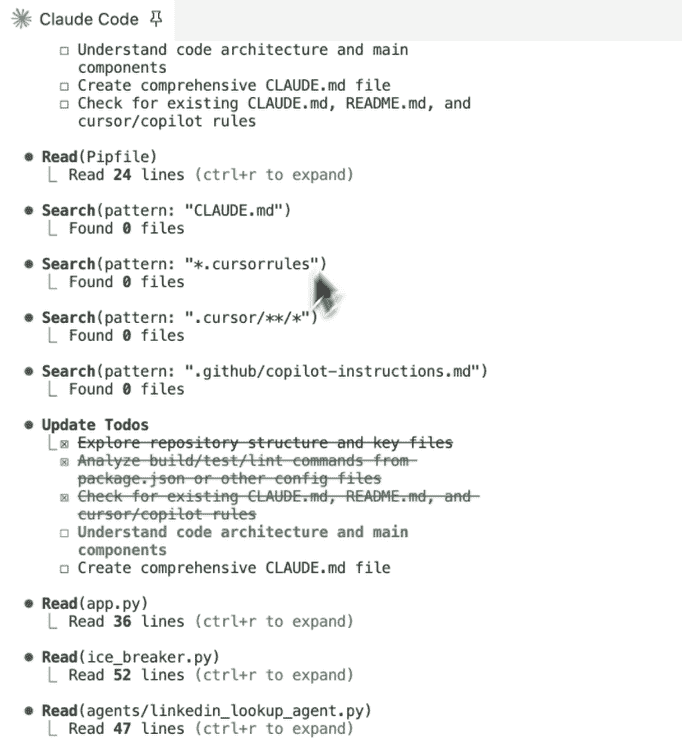 Claude Code
☐ Understand code architecture and main
components
☐ Create comprehensive CLAUDE.md file
☐ Check for existing CLAUDE.md, README.md, and
cursor/copilot rules
● Read(Pipfile)
⎿ Read 24 lines (ctrl+r to expand)
● Search(pattern: "CLAUDE.md")
⎿ Found 0 files
● Search(pattern: "*.cursorrules")
⎿ Found 0 files
● Search(pattern: ".cursor/**/*")
⎿ Found 0 files
● Search(pattern: ".github/copilot-instructions.md")
⎿ Found 0 files
● Update Todos
⎿ ☒ Explore repository structure and key files
☒ Analyze build/test/lint commands from
package.json or other config files
☒ Check for existing CLAUDE.md, README.md, and
cursor/copilot rules
☐ Understand code architecture and main
components
☐ Create comprehensive CLAUDE.md file
● Read(app.py)
⎿ Read 36 lines (ctrl+r to expand)
● Read(ice_breaker.py)
⎿ Read 52 lines (ctrl+r to expand)
● Read(agents/linkedin_lookup_agent.py)
⎿ Read 47 lines (ctrl+r to expand)